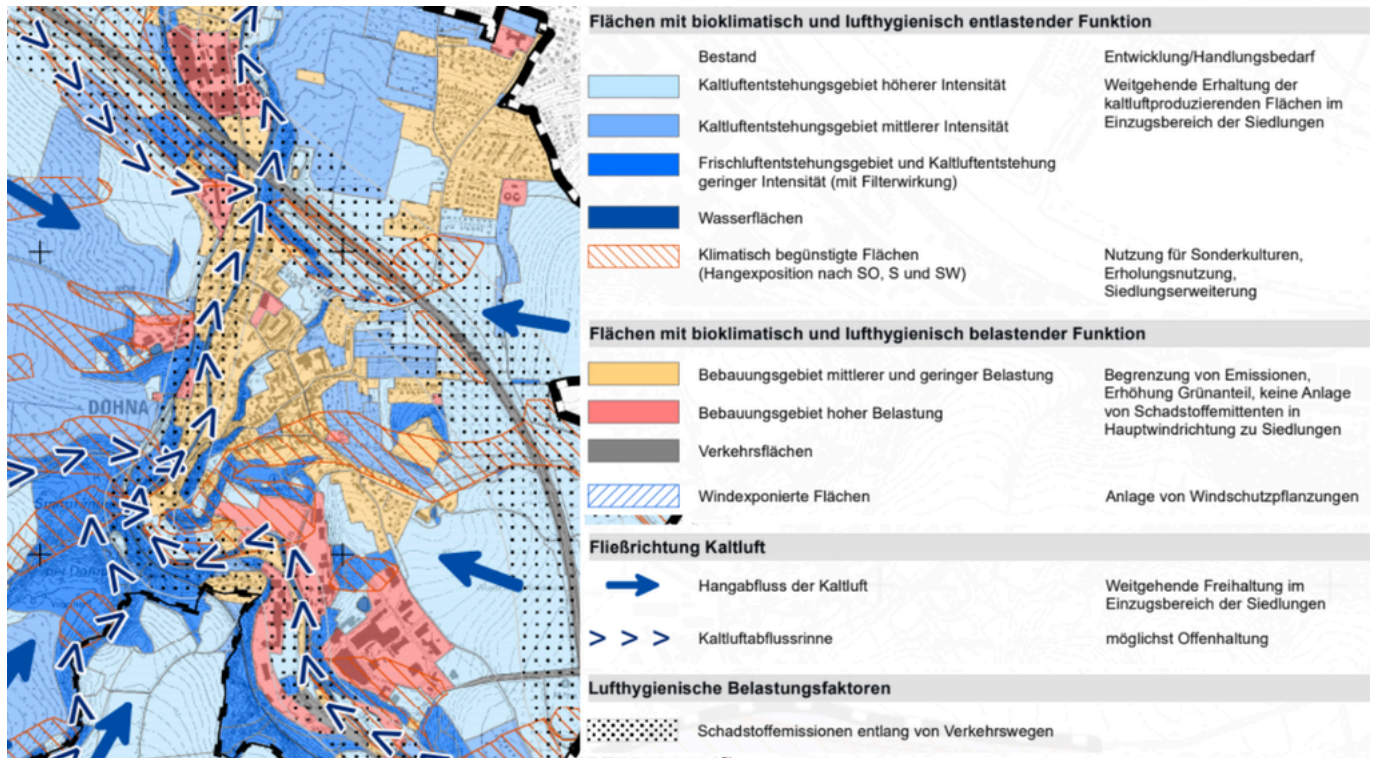 DOHNA
Flächen mit bioklimatisch und lufthygienisch entlastender Funktion
Bestand
Entwicklung/Handlungsbedarf
Kaltluftentstehungsgebiet höherer Intensität
Weitgehende Erhaltung der
kaltluftproduzierenden Flächen im
Einzugsbereich der Siedlungen
Kaltluftentstehungsgebiet mittlerer Intensität
Frischluftentstehungsgebiet und Kaltluftentstehung
geringer Intensität (mit Filterwirkung)
Wasserflächen
Klimatisch begünstigte Flächen
(Hangexposition nach SO, S und SW)
Nutzung für Sonderkulturen,
Erholungsnutzung,
Siedlungserweiterung
Flächen mit bioklimatisch und lufthygienisch belastender Funktion
Bebauungsgebiet mittlerer und geringer Belastung
Begrenzung von Emissionen,
Erhöhung Grünanteil, keine Anlage
von Schadstoffemittenten in
Hauptwindrichtung zu Siedlungen
Bebauungsgebiet hoher Belastung
Verkehrsflächen
Windexponierte Flächen
Anlage von Windschutzpflanzungen
Fließrichtung Kaltluft
Hangabfluss der Kaltluft
Weitgehende Freihaltung im
Einzugsbereich der Siedlungen
Kaltluftabflussrinne
möglichst Offenhaltung
Lufthygienische Belastungsfaktoren
Schadstoffemissionen entlang von Verkehrswegen